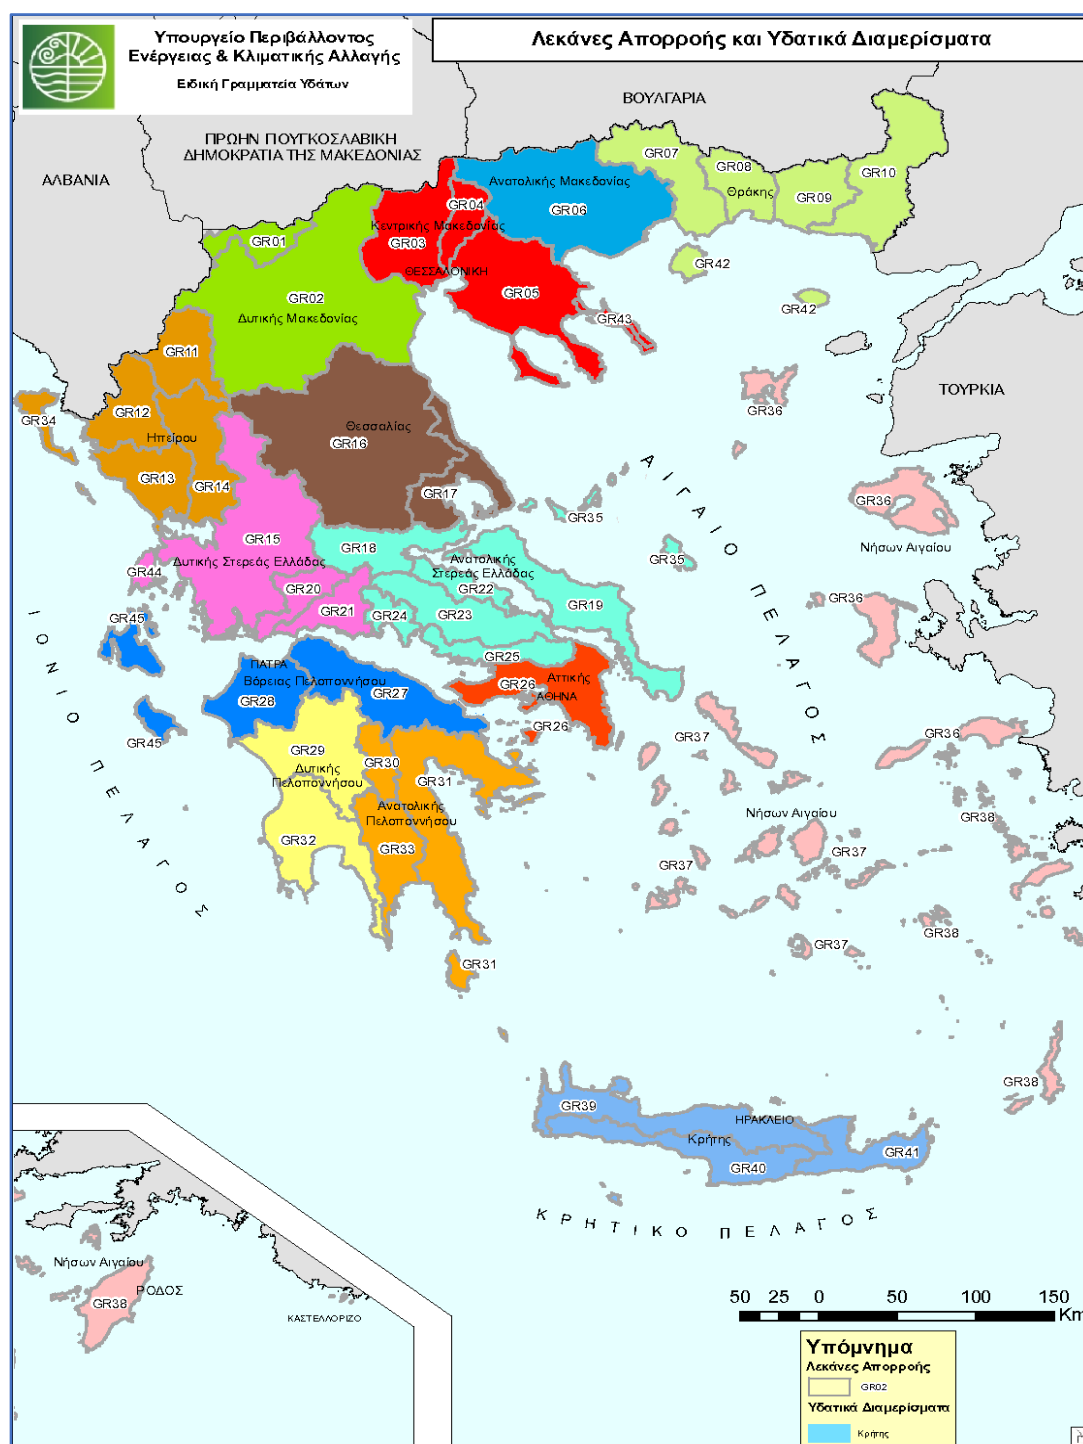 Υπουργείο Περιβάλλοντος
Ενέργειας & Κλιματικής Αλλαγής
Ειδική Γραμματεία Υδάτων
Λεκάνες Απορροής και Υδατικά Διαμερίσματα
ΒΟΥΛΓΑΡΙΑ
ΠΡΩΗΝ ΓΙΟΥΓΚΟΣΛΑΒΙΚΗ
ΔΗΜΟΚΡΑΤΙΑ ΤΗΣ ΜΑΚΕΔΟΝΙΑΣ
ΑΛΒΑΝΙΑ
ΤΟΥΡΚΙΑ
GR07
GR08
GR10
Ανατολικής Μακεδονίας
Θράκης
GR09
GR04
GR06
Κεντρικής Μακεδονίας
GR01
GR03
GR42
ΘΕΣΣΑΛΟΝΙΚΗ
GR02
GR05
GR42
Δυτικής Μακεδονίας
GR43
GR11
GR36
GR12
GR34
Θεσσαλίας
Ηπείρου
GR16
GR13
GR14
GR17
GR36
GR35
GR15
GR18
Νήσων Αιγαίου
Ανατολικής
Στερεάς Ελλάδας
GR35
Δυτικής Στερεάς Ελλάδας
GR44
GR20
GR22
GR36
GR21
GR24
GR23
GR19
GR45
GR25
ΠΑΤΡΑ
Βόρειας Πελοποννήσου
GR26
Αττικής
ΑΘΗΝΑ
GR28
GR27
GR26
GR45
GR37
GR36
GR29
GR30
Δυτικής
Πελοποννήσου
GR31
Ανατολικής
Πελοποννήσου
Νήσων Αιγαίου
GR38
GR32
GR33
GR37
GR37
GR38
GR37
GR31
ΑΙΓΑΙΟ ΠΕΛΑΓΟΣ
ΙΟΝΙΟ ΠΕΛΑΓΟΣ
GR38
GR39
ΗΡΑΚΛΕΙΟ
Κρήτης
GR41
GR40
ΚΡΗΤΙΚΟ ΠΕΛΑΓΟΣ
Νήσων Αιγαίου
ΡΟΔΟΣ
GR38
ΚΑΣΤΕΛΛΟΡΙΖΟ
50 25 0 50 100 150
Km
Υπόμνημα
Λεκάνες Απορροής
GR02
Υδατικά Διαμερίσματα
Κρήτης